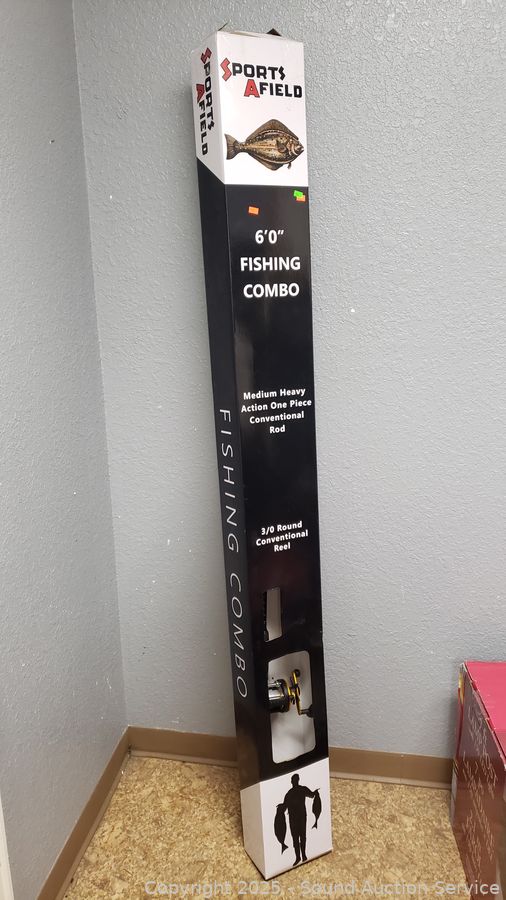 SPORTS
AFIELD
SPORTS
AFIELD
6'0"
FISHING
COMBO
Medium Heavy
Action One Piece
Conventional
Rod
3/0 Round
Conventional
Reel
FISHING COMBO
Copyright 2025 - Sound Auction Service